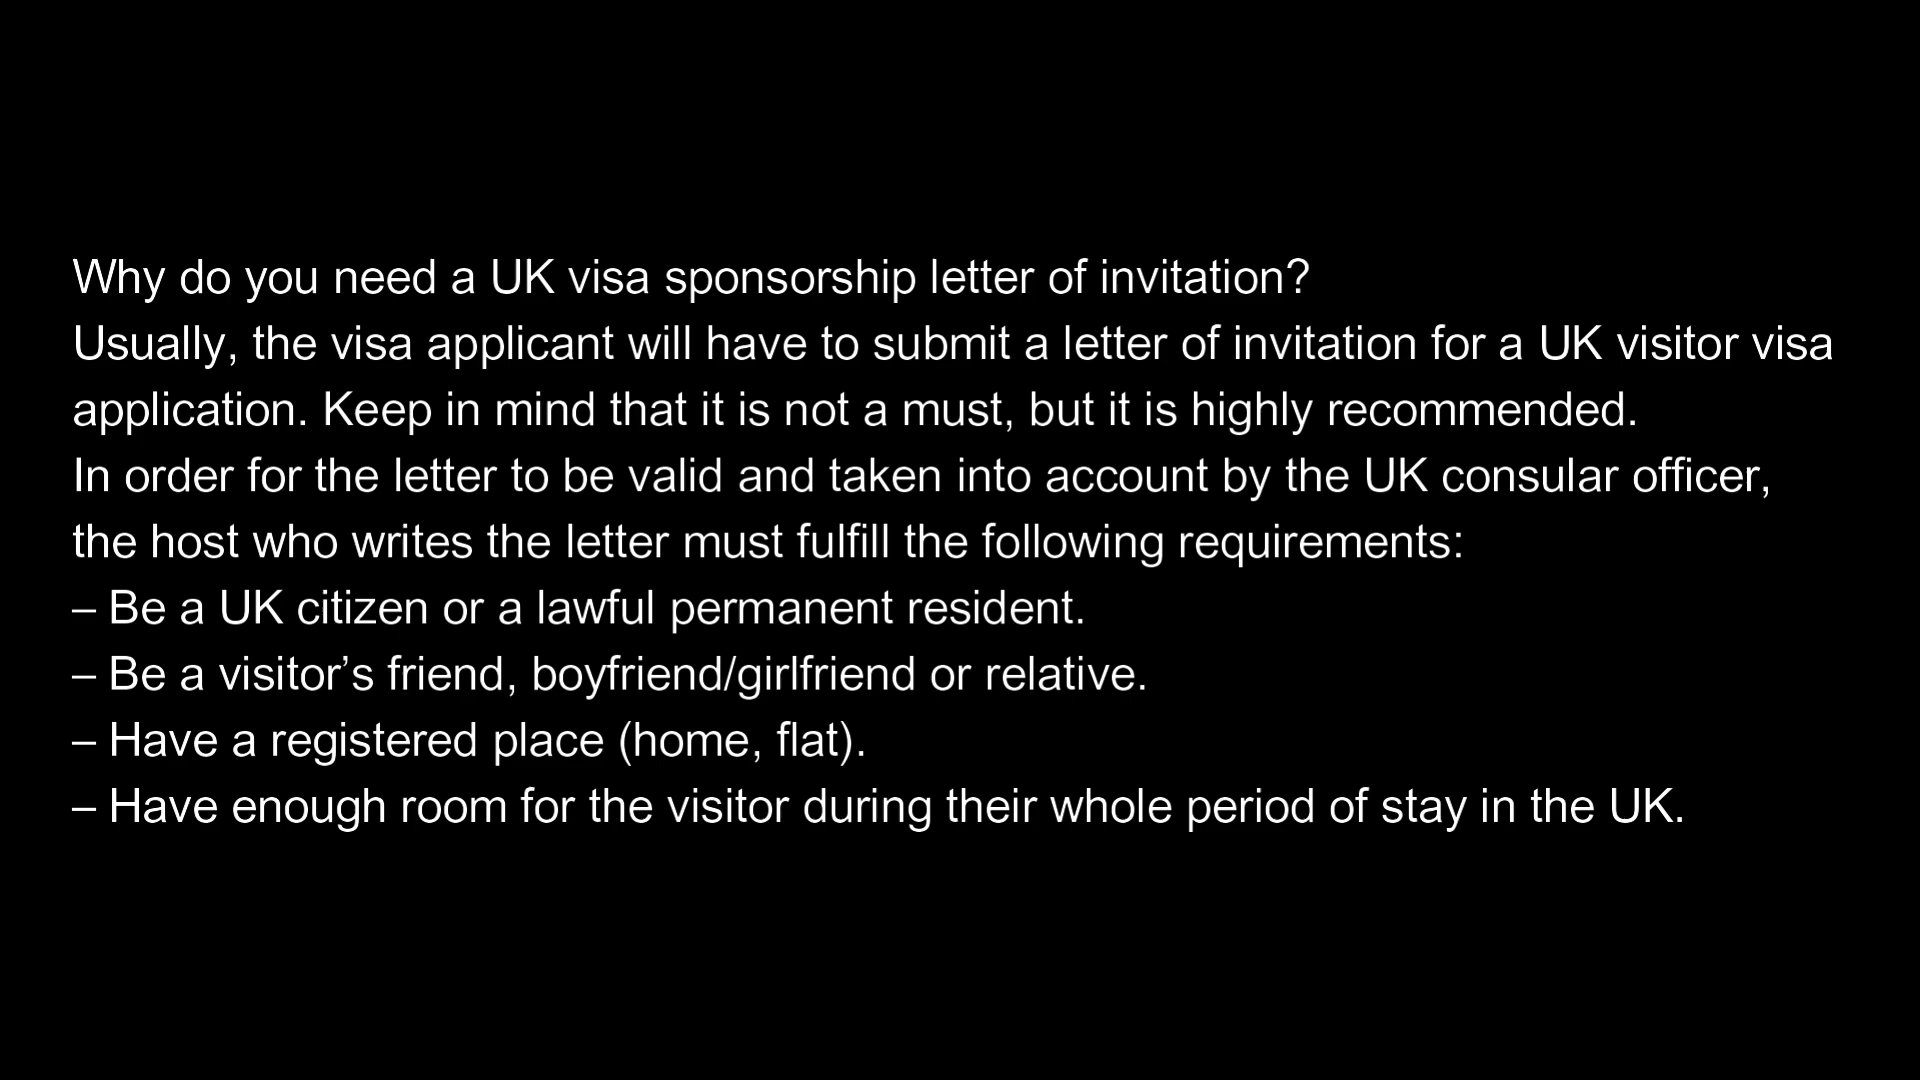 Why do you need a UK visa sponsorship letter of invitation?
Usually, the visa applicant will have to submit a letter of invitation for a UK visitor visa
application. Keep in mind that it is not a must, but it is highly recommended.
In order for the letter to be valid and taken into account by the UK consular officer,
the host who writes the letter must fulfill the following requirements:
– Be a UK citizen or a lawful permanent resident.
– Be a visitor’s friend, boyfriend/girlfriend or relative.
– Have a registered place (home, flat).
– Have enough room for the visitor during their whole period of stay in the UK.